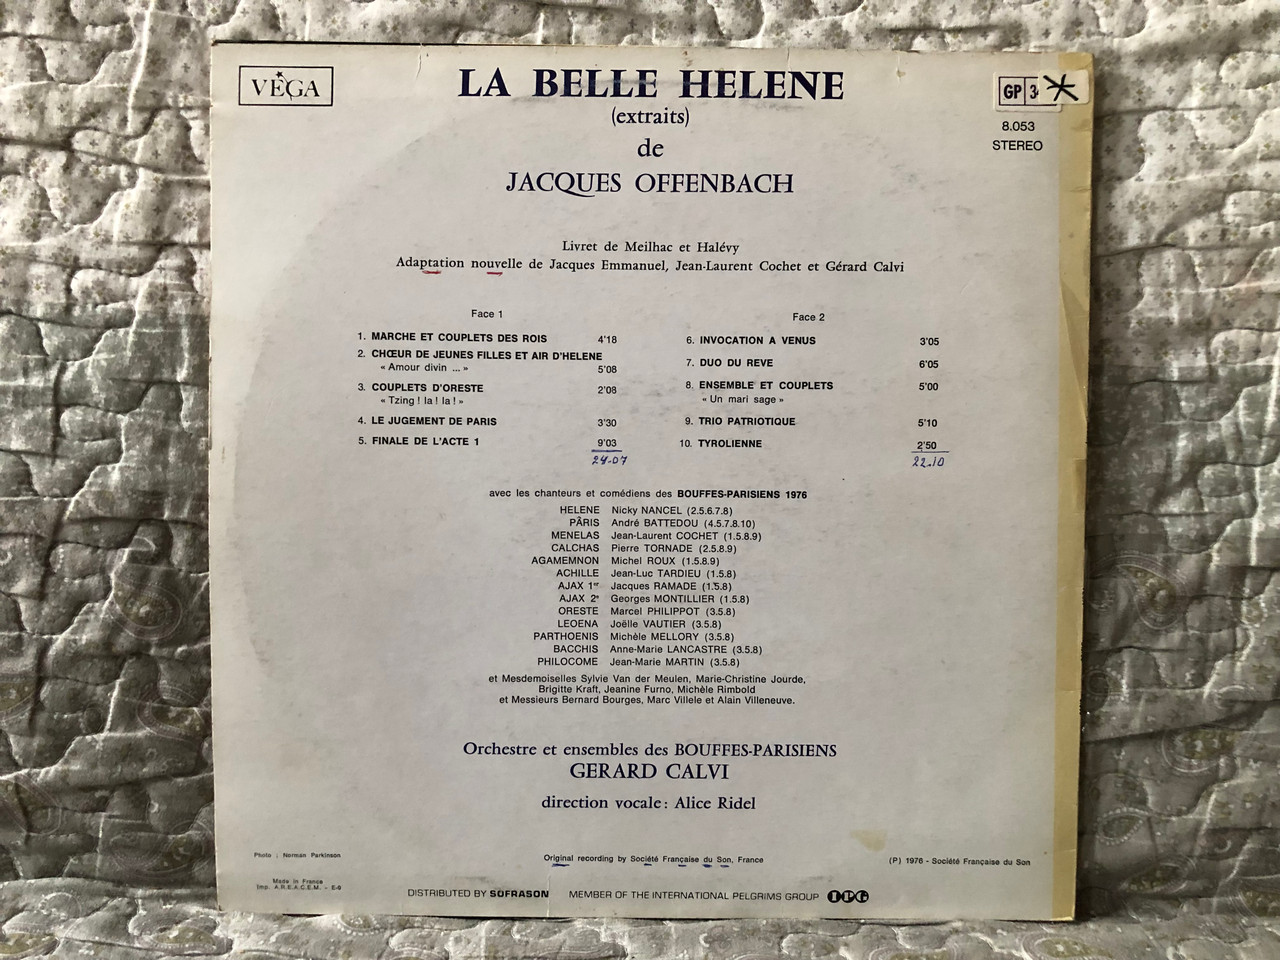 VÉGA
LA BELLE HELENE
(extraits)
de
JACQUES OFFENBACH
GP 3
8.053
STEREO
Livret de Meilhac et Halévy
Adaptation nouvelle de Jacques Emmanuel, Jean-Laurent Cochet et Gérard Calvi
Face 1
1. MARCHE ET COUPLETS DES ROIS 4'18
2. CHŒUR DE JEUNES FILLES ET AIR D'HELENE
« Amour divin ... » 5'08
3. COUPLETS D'ORESTE 2'08
« Tzing ! la ! la ! »
4. LE JUGEMENT DE PARIS 3'30
5. FINALE DE L'ACTE 1 9'03
24-07
Face 2
6. INVOCATION A VENUS 3'05
7. DUO DU REVE 6'05
8. ENSEMBLE ET COUPLETS 5'00
« Un mari sage »
9. TRIO PATRIOTIQUE 5'10
10. TYROLIENNE 2'50
22.10
avec les chanteurs et comédiens des BOUFFES-PARISIENS 1976
HELENE Nicky NANCEL (2.5.6.7.8)
PÂRIS André BATTEDOU (4.5.7.8.10)
MENELAS Jean-Laurent COCHET (1.5.8.9)
CALCHAS Pierre TORNADE (2.5.8.9)
AGAMEMNON Michel ROUX (1.5.8.9)
ACHILLE Jean-Luc TARDIEU (1.5.8)
AJAX 1er Jacques RAMADE (1.5.8)
AJAX 2e Georges MONTILLIER (1.5.8)
ORESTE Marcel PHILIPPOT (3.5.8)
LEOENA Joëlle VAUTIER (3.5.8)
PARTHOENIS Michèle MELLORY (3.5.8)
BACCHIS Anne-Marie LANCASTRE (3.5.8)
PHILOCOME Jean-Marie MARTIN (3.5.8)
et Mesdemoiselles Sylvie Van der Meulen, Marie-Christine Jourde,
Brigitte Kraft, Jeanine Furno, Michèle Rimbold
et Messieurs Bernard Bourges, Marc Villele et Alain Villeneuve.
Orchestre et ensembles des BOUFFES-PARISIENS
GERARD CALVI
direction vocale : Alice Ridel
Photo : Norman Parkinson
Original recording by Société Française du Son, France
(P) 1976 - Société Française du Son
Made in France
Imp. A.R.E.A.C.E.M. - E-9
DISTRIBUTED BY SOFRASON MEMBER OF THE INTERNATIONAL PELGRIMS GROUP IPG